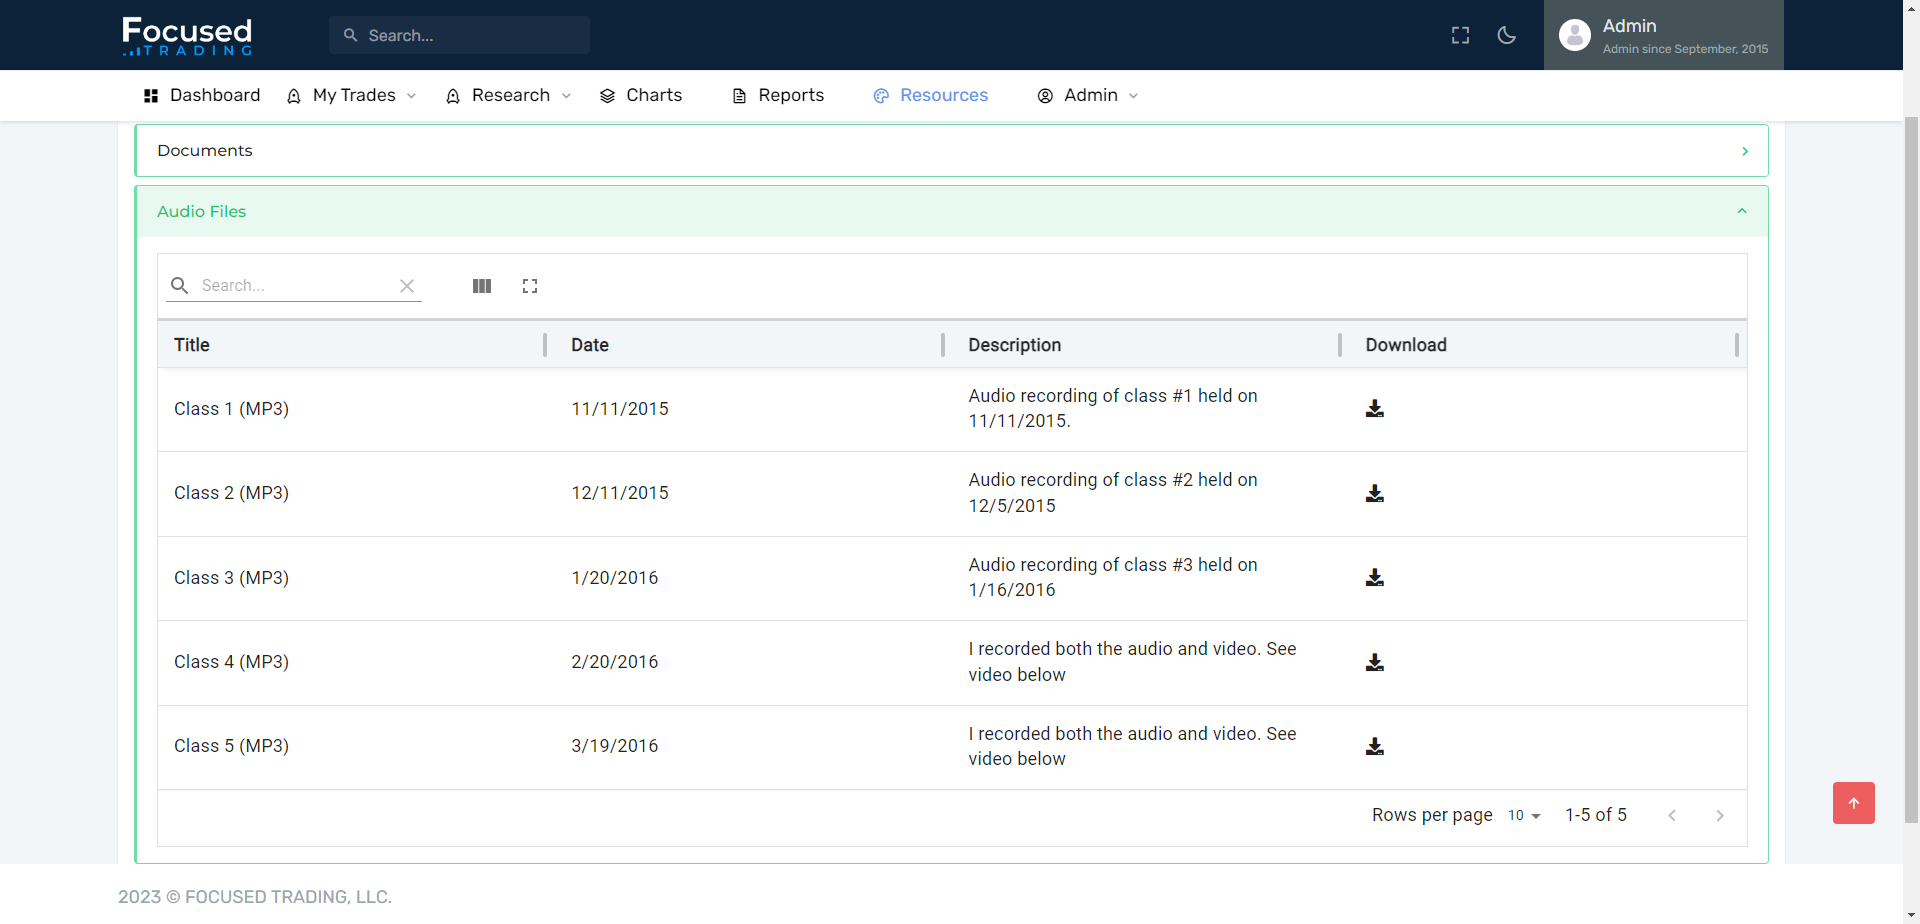 Focused
TRADING
Search...
Admin
Admin since September, 2015
Dashboard My Trades Research Charts Reports Resources Admin
Documents
Audio Files
Search...
Title Date Description Download
Class 1 (MP3) 11/11/2015 Audio recording of class #1 held on
11/11/2015.
Class 2 (MP3) 12/11/2015 Audio recording of class #2 held on
12/5/2015
Class 3 (MP3) 1/20/2016 Audio recording of class #3 held on
1/16/2016
Class 4 (MP3) 2/20/2016 I recorded both the audio and video. See
video below
Class 5 (MP3) 3/19/2016 I recorded both the audio and video. See
video below
Rows per page 10 1-5 of 5
2023 © FOCUSED TRADING, LLC.